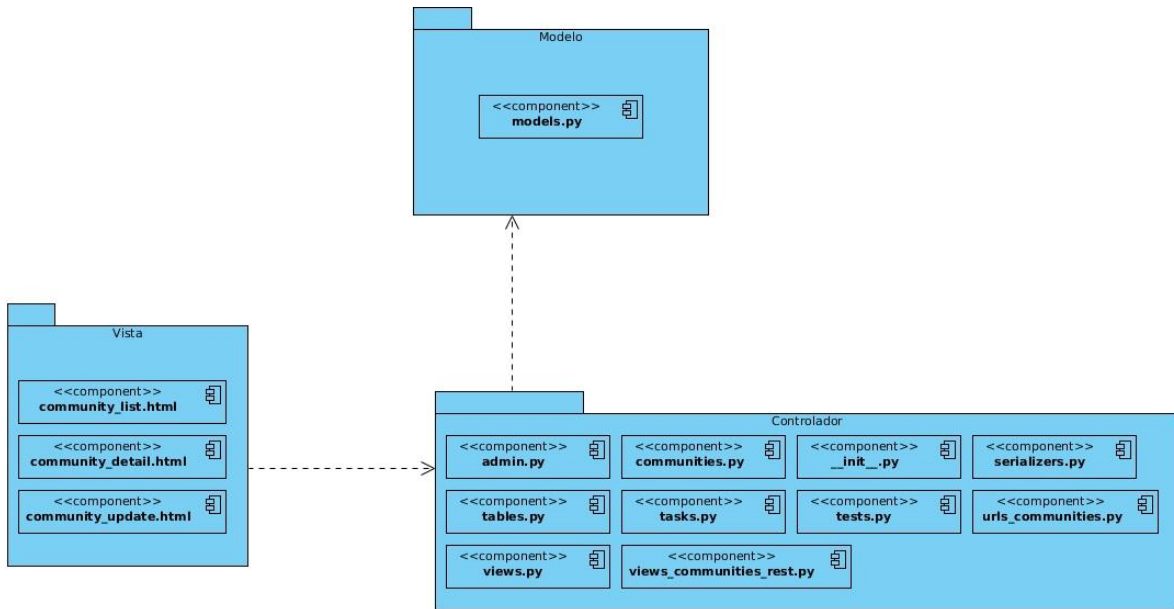 Modelo
<<component>>
models.py
Vista
<<component>>
community_list.html
<<component>>
community_detail.html
<<component>>
community_update.html
Controlador
<<component>>
admin.py
<<component>>
communities.py
<<component>>
__init__.py
<<component>>
serializers.py
<<component>>
tables.py
<<component>>
tasks.py
<<component>>
tests.py
<<component>>
urls_communities.py
<<component>>
views.py
<<component>>
views_communities_rest.py